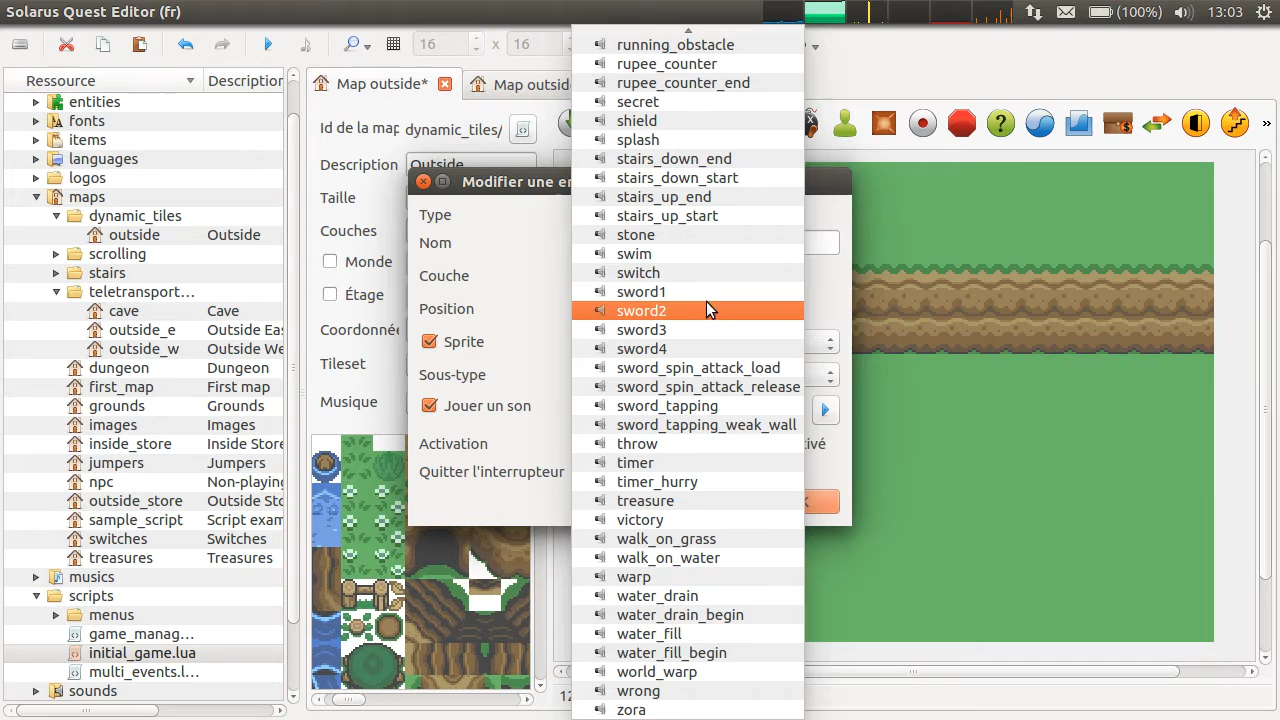 Solarus Quest Editor (fr)
(100%)
13:03
16 x 16
Ressource Description
entities
fonts
items
languages
logos
maps
dynamic_tiles
outside Outside
scrolling
stairs
teletransport...
cave Cave
outside_e Outside Eas
outside_w Outside We
dungeon Dungeon
first_map First map
grounds Grounds
images Images
inside_store Inside Store
jumpers Jumpers
npc Non-playing
outside_store Outside Sto
sample_script Script exam
switches Switches
treasures Treasures
musics
scripts
menus
game_manag...
initial_game.lua
multi_events.l...
sounds
Map outside*
Map outsid
Id de la map dynamic_tiles/
Description Outside
Taille
Couches
Monde
Étage
Coordonnée
Tileset
Musique
Modifier une en
Type
Nom
Couche
Position
Sprite
Sous-type
Jouer un son
Activation
Quitter l'interrupteur
running_obstacle
rupee_counter
rupee_counter_end
secret
shield
splash
stairs_down_end
stairs_down_start
stairs_up_end
stairs_up_start
stone
swim
switch
sword1
sword2
sword3
sword4
sword_spin_attack_load
sword_spin_attack_release
sword_tapping
sword_tapping_weak_wall
throw
timer
timer_hurry
treasure
victory
walk_on_grass
walk_on_water
warp
water_drain
water_drain_begin
water_fill
water_fill_begin
world_warp
wrong
zora
ivé
»